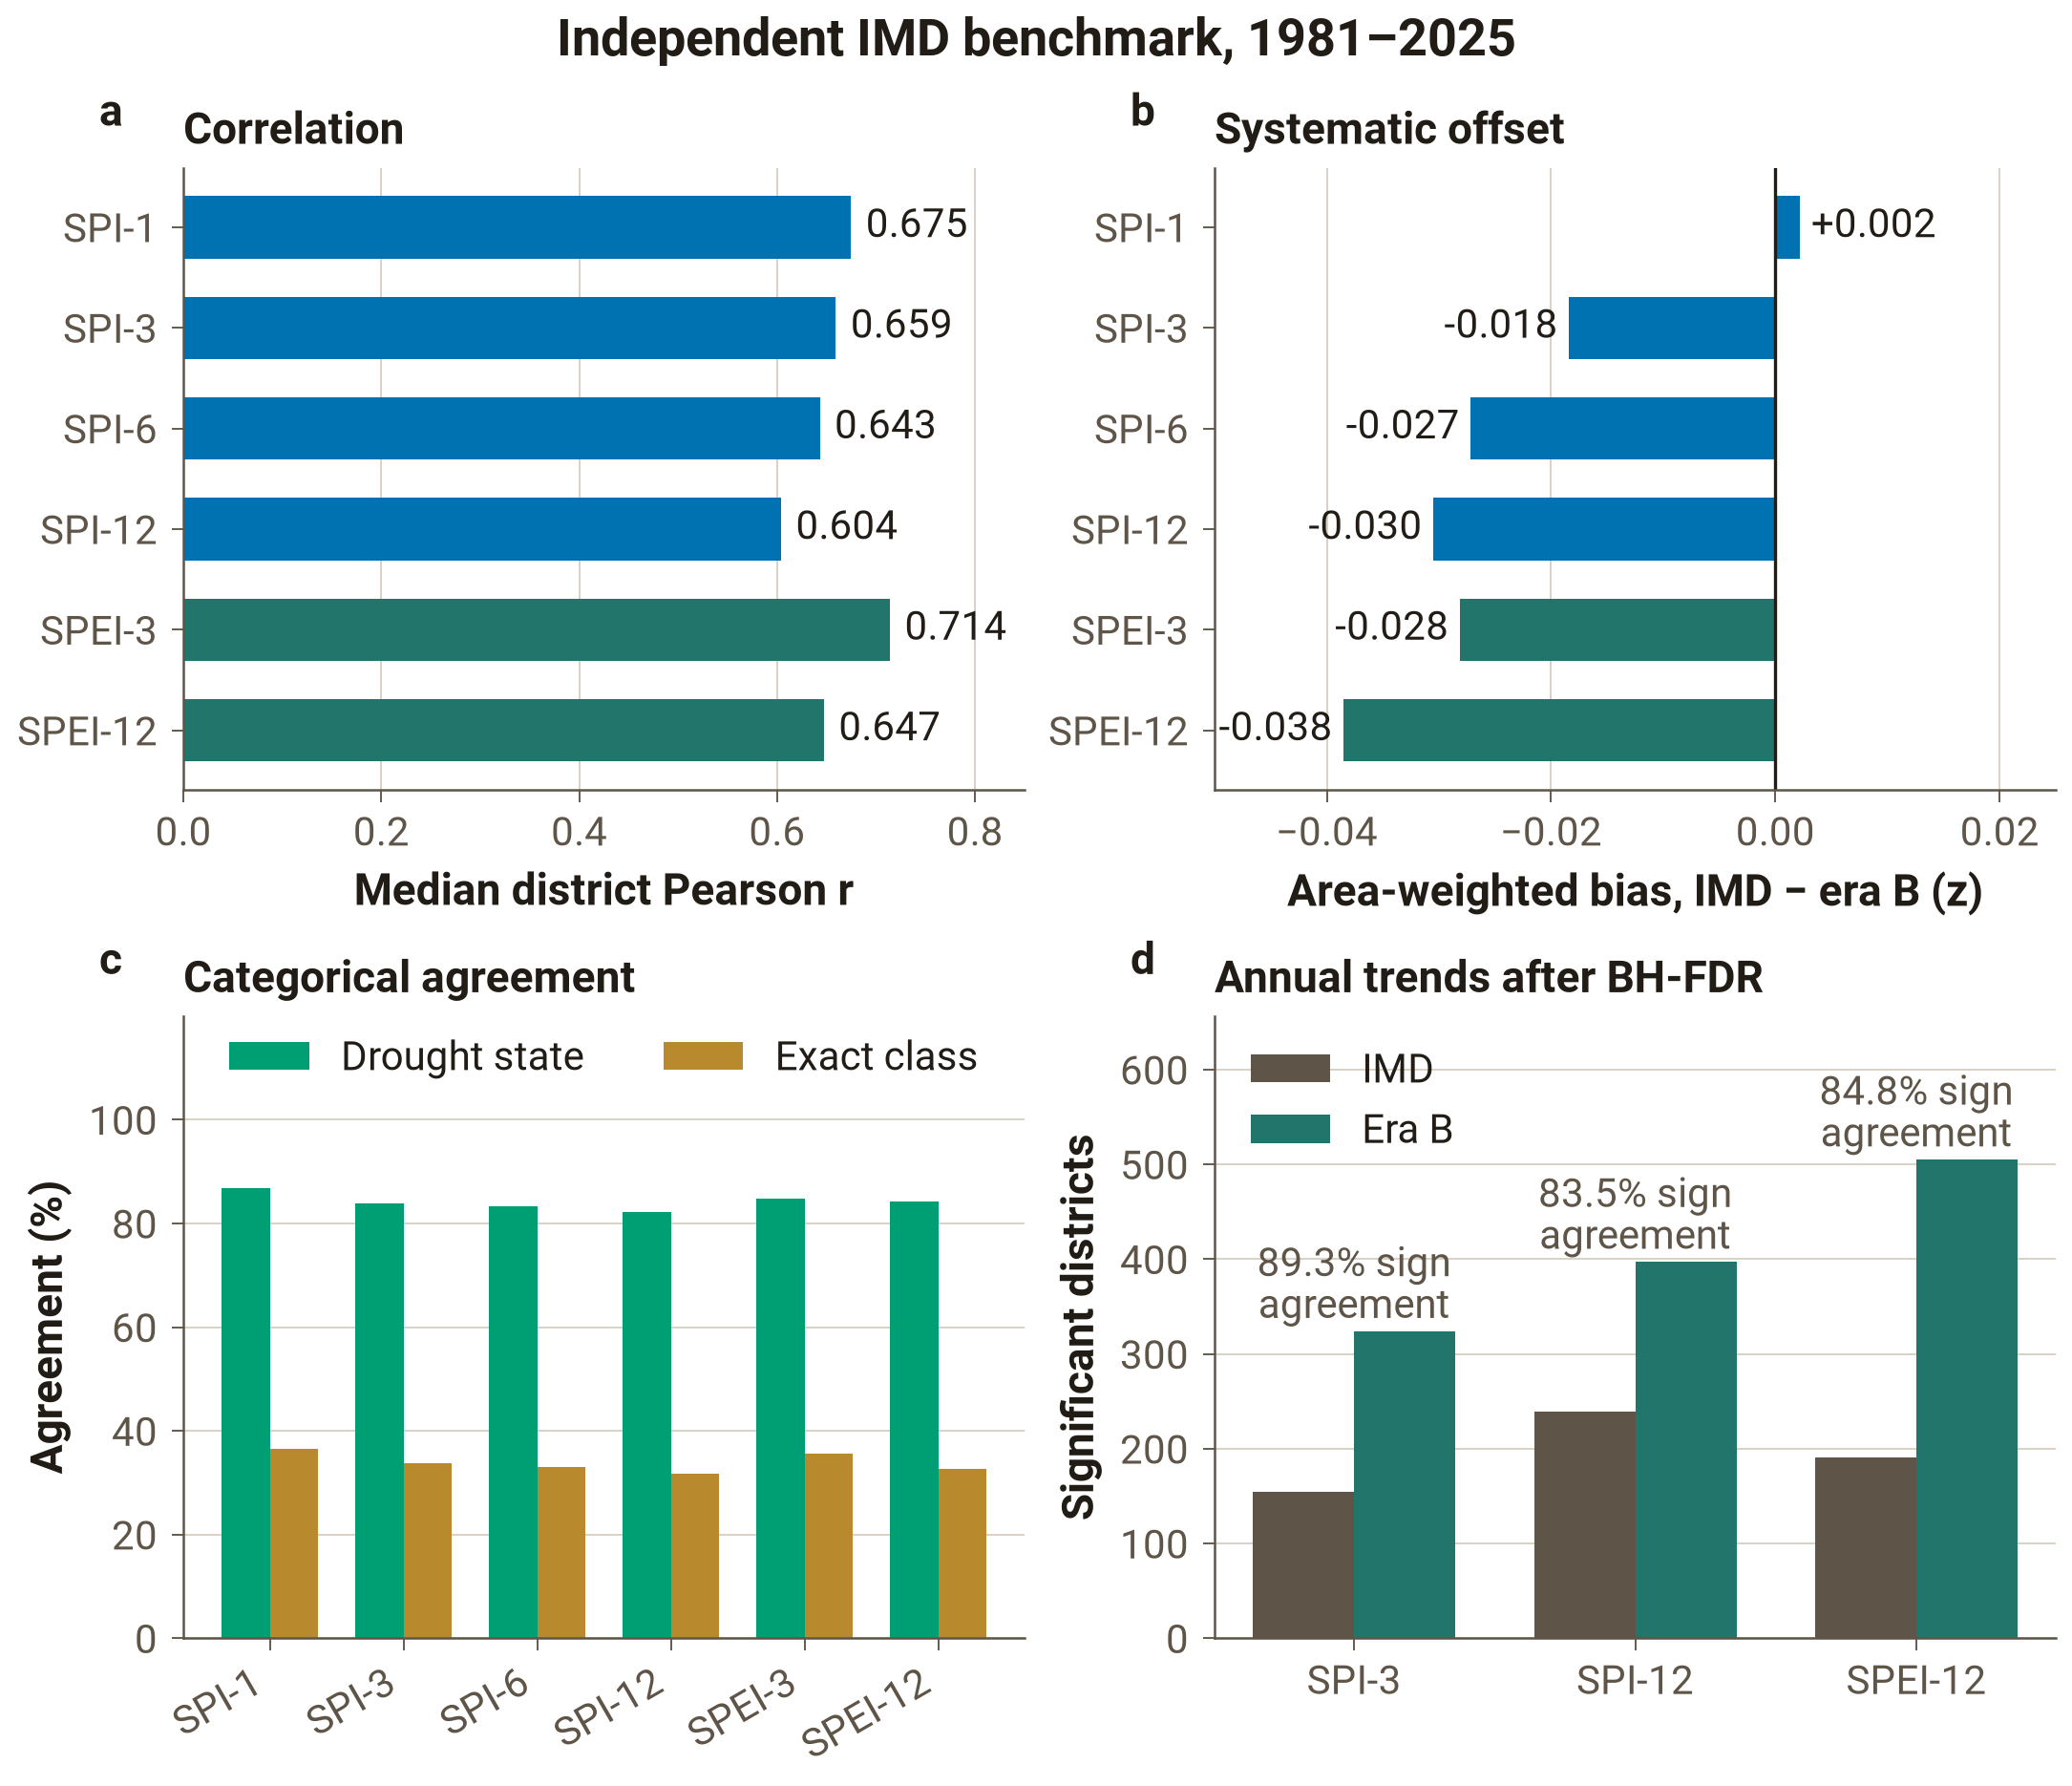 Independent IMD benchmark, 1981–2025
a
Correlation
SPI-1
0.675
SPI-3
0.659
SPI-6
0.643
SPI-12
0.604
SPEI-3
0.714
SPEI-12
0.647
0.0 0.2 0.4 0.6 0.8
Median district Pearson r
b
Systematic offset
SPI-1
+0.002
SPI-3
-0.018
SPI-6
-0.027
SPI-12
-0.030
SPEI-3
-0.028
SPEI-12
-0.038
−0.04 −0.02 0.00 0.02
Area-weighted bias, IMD − era B (z)
c
Categorical agreement
Drought state Exact class
Agreement (%)
100
80
60
40
20
0
SPI-1 SPI-3 SPI-6 SPI-12 SPEI-3 SPEI-12
d
Annual trends after BH-FDR
IMD
Era B
Significant districts
600
500
400
300
200
100
0
89.3% sign
agreement
83.5% sign
agreement
84.8% sign
agreement
SPI-3 SPI-12 SPEI-12